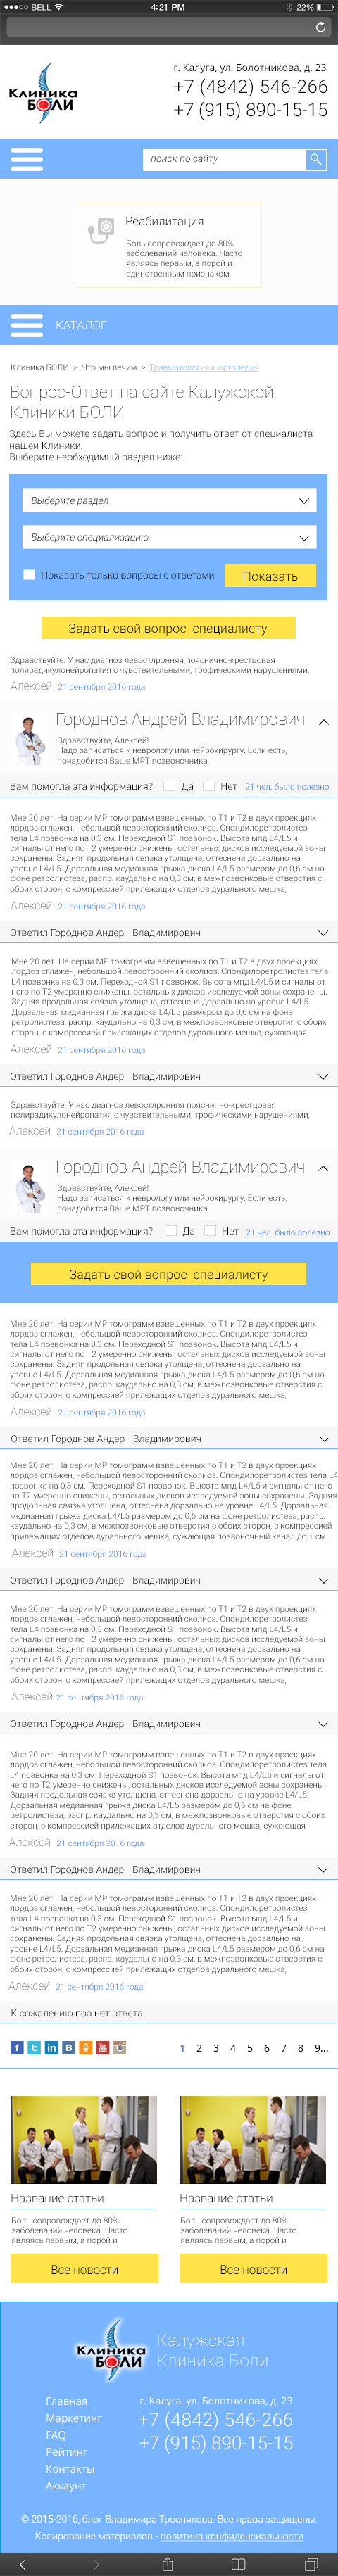 BELL 4:21 PM 22%
Клиника
БОЛИ
г. Калуга, ул. Болотникова, д. 23
+7 (4842) 546-266
+7 (915) 890-15-15
поиск по сайту
Реабилитация
Боль сопровождает до 80%
заболеваний человека. Часто
являясь первым, а порой и
единственным признаком
КАТАЛОГ
Клиника БОЛИ > Что мы лечим > Травматология и ортопедия
Вопрос-Ответ на сайте Калужской
Клиники БОЛИ
Здесь Вы можете задать вопрос и получить ответ от специалиста
нашей Клиники.
Выберите необходимый раздел ниже:
Выберите раздел
Выберите специализацию
Показать только вопросы с ответами Показать
Задать свой вопрос специалисту
Здравствуйте. У нас диагноз левостлронняя пояснично-крестцовая
полирадикулонейропатия с чувствительными, трофическими нарушениями,
Алексей 21 сентября 2016 года
Городнов Андрей Владимирович
Здравствуйте, Алексей!
Надо записаться к неврологу или нейрохирургу. Если есть,
понадобится Ваше МРТ позвоночника.
Вам помогла эта информация? Да Нет 21 чел. было полезно
Мне 20 лет. На серии МР томограмм взвешенных по Т1 и Т2 в двух проекциях
лордоз сглажен, небольшой левосторонний сколиоз. Спондилоретролистез
тела L4 позвонка на 0,3 см. Переходной S1 позвонок. Высота мпд L4/L5 и
сигналы от него по Т2 умеренно снижены, остальных дисков исследуемой зоны
сохранены. Задняя продольная связка утолщена, оттеснена дорзально на
уровне L4/L5. Дорзальная медианная грыжа диска L4/L5 размером до 0,6 см на
фоне ретролистеза, распр. каудально на 0,3 см, в межпозвонковые отверстия с
обоих сторон, с компрессией прилежащих отделов дурального мешка,
Алексей 21 сентября 2016 года
Ответил Городнов Андер Владимирович
Мне 20 лет. На серии МР томограмм взвешенных по Т1 и Т2 в двух проекциях
лордоз сглажен, небольшой левосторонний сколиоз. Спондилоретролистез тела
L4 позвонка на 0,3 см. Переходной S1 позвонок. Высота мпд L4/L5 и сигналы от
него по Т2 умеренно снижены, остальных дисков исследуемой зоны сохранены.
Задняя продольная связка утолщена, оттеснена дорзально на уровне L4/L5.
Дорзальная медианная грыжа диска L4/L5 размером до 0,6 см на фоне
ретролистеза, распр. каудально на 0,3 см, в межпозвонковые отверстия с обоих
сторон, с компрессией прилежащих отделов дурального мешка, сужающая
Алексей 21 сентября 2016 года
Ответил Городнов Андер Владимирович
Здравствуйте. У нас диагноз левостлронняя пояснично-крестцовая
полирадикулонейропатия с чувствительными, трофическими нарушениями,
Алексей 21 сентября 2016 года
Городнов Андрей Владимирович
Здравствуйте, Алексей!
Надо записаться к неврологу или нейрохирургу. Если есть,
понадобится Ваше МРТ позвоночника.
Вам помогла эта информация? Да Нет 21 чел. было полезно
Задать свой вопрос специалисту
Мне 20 лет. На серии МР томограмм взвешенных по Т1 и Т2 в двух проекциях
лордоз сглажен, небольшой левосторонний сколиоз. Спондилоретролистез
тела L4 позвонка на 0,3 см. Переходной S1 позвонок. Высота мпд L4/L5 и
сигналы от него по Т2 умеренно снижены, остальных дисков исследуемой зоны
сохранены. Задняя продольная связка утолщена, оттеснена дорзально на
уровне L4/L5. Дорзальная медианная грыжа диска L4/L5 размером до 0,6 см на
фоне ретролистеза, распр. каудально на 0,3 см, в межпозвонковые отверстия с
обоих сторон, с компрессией прилежащих отделов дурального мешка,
Алексей 21 сентября 2016 года
Ответил Городнов Андер Владимирович
Мне 20 лет. На серии МР томограмм взвешенных по Т1 и Т2 в двух проекциях
лордоз сглажен, небольшой левосторонний сколиоз. Спондилоретролистез тела L4
позвонка на 0,3 см. Переходной S1 позвонок. Высота мпд L4/L5 и сигналы от него
по Т2 умеренно снижены, остальных дисков исследуемой зоны сохранены. Задняя
продольная связка утолщена, оттеснена дорзально на уровне L4/L5. Дорзальная
медианная грыжа диска L4/L5 размером до 0,6 см на фоне ретролистеза, распр.
каудально на 0,3 см, в межпозвонковые отверстия с обоих сторон, с компрессией
прилежащих отделов дурального мешка, сужающая позвоночный канал до 1 см.
Алексей 21 сентября 2016 года
Ответил Городнов Андер Владимирович
Мне 20 лет. На серии МР томограмм взвешенных по Т1 и Т2 в двух проекциях
лордоз сглажен, небольшой левосторонний сколиоз. Спондилоретролистез
тела L4 позвонка на 0,3 см. Переходной S1 позвонок. Высота мпд L4/L5 и
сигналы от него по Т2 умеренно снижены, остальных дисков исследуемой зоны
сохранены. Задняя продольная связка утолщена, оттеснена дорзально на
уровне L4/L5. Дорзальная медианная грыжа диска L4/L5 размером до 0,6 см на
фоне ретролистеза, распр. каудально на 0,3 см, в межпозвонковые отверстия с
обоих сторон, с компрессией прилежащих отделов дурального мешка,
Алексей 21 сентября 2016 года
Ответил Городнов Андер Владимирович
Мне 20 лет. На серии МР томограмм взвешенных по Т1 и Т2 в двух проекциях
лордоз сглажен, небольшой левосторонний сколиоз. Спондилоретролистез тела
L4 позвонка на 0,3 см. Переходной S1 позвонок. Высота мпд L4/L5 и сигналы от
него по Т2 умеренно снижены, остальных дисков исследуемой зоны сохранены.
Задняя продольная связка утолщена, оттеснена дорзально на уровне L4/L5.
Дорзальная медианная грыжа диска L4/L5 размером до 0,6 см на фоне
ретролистеза, распр. каудально на 0,3 см, в межпозвонковые отверстия с обоих
сторон, с компрессией прилежащих отделов дурального мешка, сужающая
Алексей 21 сентября 2016 года
Ответил Городнов Андер Владимирович
Мне 20 лет. На серии МР томограмм взвешенных по Т1 и Т2 в двух проекциях
лордоз сглажен, небольшой левосторонний сколиоз. Спондилоретролистез
тела L4 позвонка на 0,3 см. Переходной S1 позвонок. Высота мпд L4/L5 и
сигналы от него по Т2 умеренно снижены, остальных дисков исследуемой зоны
сохранены. Задняя продольная связка утолщена, оттеснена дорзально на
уровне L4/L5. Дорзальная медианная грыжа диска L4/L5 размером до 0,6 см на
фоне ретролистеза, распр. каудально на 0,3 см, в межпозвонковые отверстия с
обоих сторон, с компрессией прилежащих отделов дурального мешка,
Алексей 21 сентября 2016 года
К сожалению поа нет ответа
1 2 3 4 5 6 7 8 9...
Название статьи
Боль сопровождает до 80%
заболеваний человека. Часто
являясь первым, а порой и
Все новости
Название статьи
Боль сопровождает до 80%
заболеваний человека. Часто
являясь первым, а порой и
Все новости
Клиника
БОЛИ
Калужская
Клиника Боли
Главная
Маркетинг
FAQ
Рейтинг
Контакты
Аккаунт
г. Калуга, ул. Болотникова, д. 23
+7 (4842) 546-266
+7 (915) 890-15-15
© 2015-2016, блог Владимира Троснякова. Все права защищены.
Копирование материалов - политика конфиденсиальности